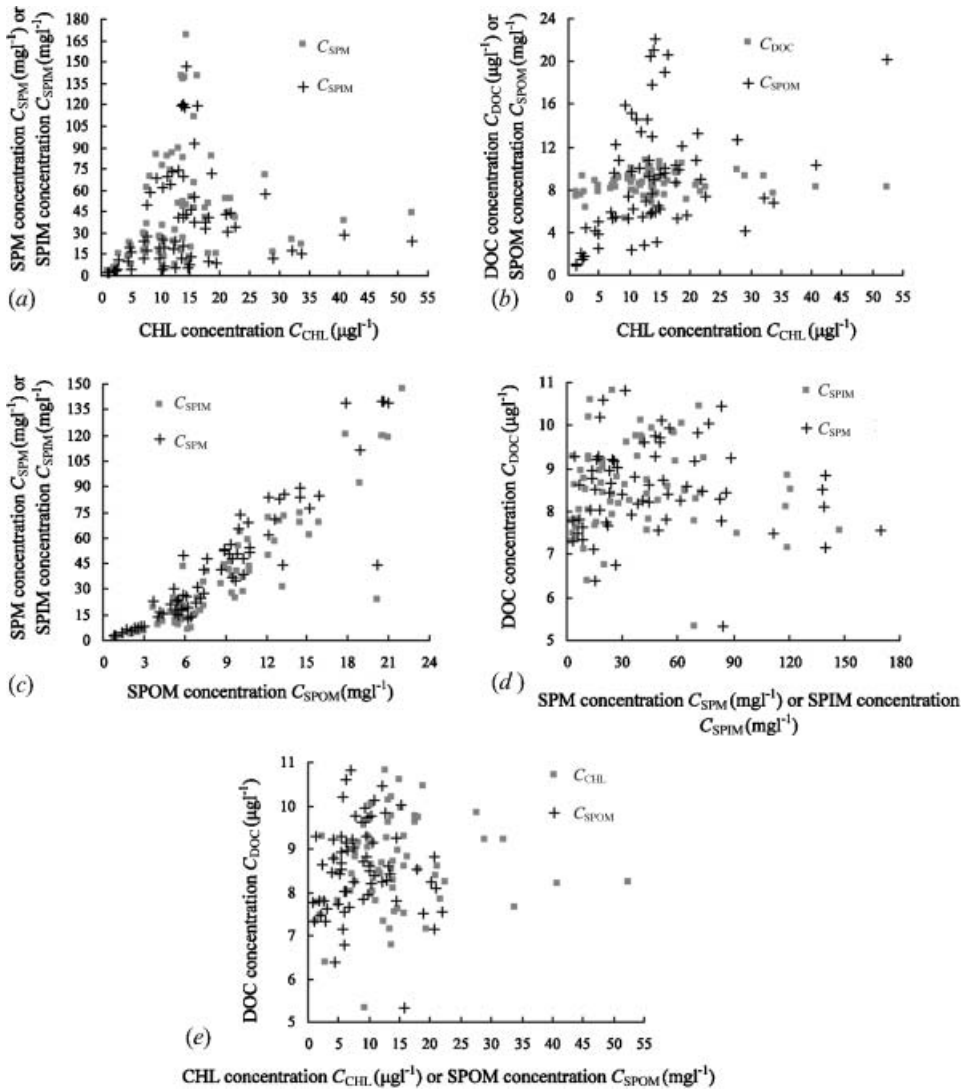 SPM concentration C_SPM (mgl⁻¹) or
SPIM concentration C_SPIM (mgl⁻¹)
180
165
150
135
120
105
90
75
60
45
30
15
0
C_SPM
C_SPIM
0 5 10 15 20 25 30 35 40 45 50 55
(a)
CHL concentration C_CHL (μgl⁻¹)
DOC concentration C_DOC (μgl⁻¹) or
SPOM concentration C_SPOM (mgl⁻¹)
24
20
16
12
8
4
0
C_DOC
C_SPOM
0 5 10 15 20 25 30 35 40 45 50 55
(b)
CHL concentration C_CHL (μgl⁻¹)
SPM concentration C_SPM (mgl⁻¹) or
SPIM concentration C_SPIM (mgl⁻¹)
150
135
120
105
90
75
60
45
30
15
0
C_SPIM
C_SPM
0 3 6 9 12 15 18 21 24
(c)
SPOM concentration C_SPOM (mgl⁻¹)
DOC concentration C_DOC (μgl⁻¹)
11
10
9
8
7
6
5
C_SPIM
C_SPM
0 30 60 90 120 150 180
(d)
SPM concentration C_SPM (mgl⁻¹) or SPIM concentration
C_SPIM (mgl⁻¹)
DOC concentration C_DOC (μgl⁻¹)
11
10
9
8
7
6
5
C_CHL
C_SPOM
0 5 10 15 20 25 30 35 40 45 50 55
(e)
CHL concentration C_CHL (μgl⁻¹) or SPOM concentration C_SPOM (mgl⁻¹)